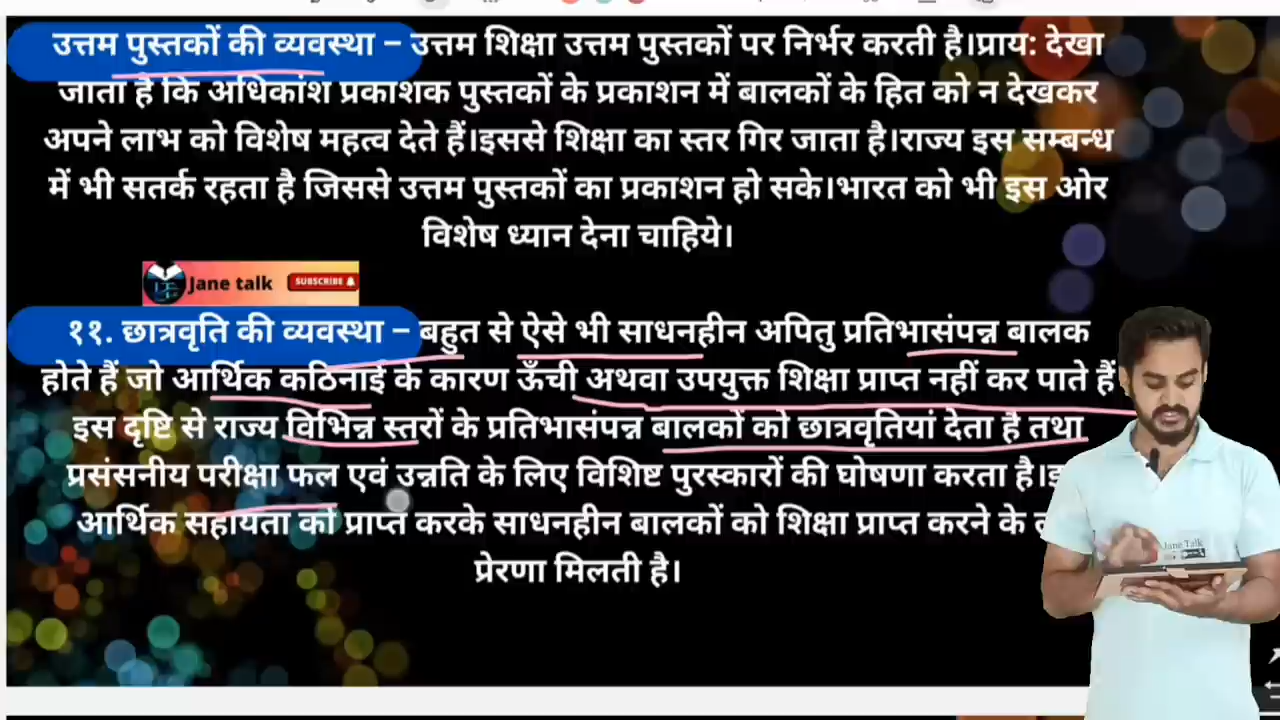 उत्तम पुस्तकों की व्यवस्था – उत्तम शिक्षा उत्तम पुस्तकों पर निर्भर करती है।प्राय: देखा
जाता है कि अधिकांश प्रकाशक पुस्तकों के प्रकाशन में बालकों के हित को न देखकर
अपने लाभ को विशेष महत्व देते हैं।इससे शिक्षा का स्तर गिर जाता है।राज्य इस सम्बन्ध
में भी सतर्क रहता है जिससे उत्तम पुस्तकों का प्रकाशन हो सके।भारत को भी इस ओर
विशेष ध्यान देना चाहिये।
Jane talk SUBSCRIBE
११. छात्रवृति की व्यवस्था – बहुत से ऐसे भी साधनहीन अपितु प्रतिभासंपन्न बालक
होते हैं जो आर्थिक कठिनाई के कारण ऊँची अथवा उपयुक्त शिक्षा प्राप्त नहीं कर पाते हैं
इस दृष्टि से राज्य विभिन्न स्तरों के प्रतिभासंपन्न बालकों को छात्रवृतियां देता है तथा
प्रसंसनीय परीक्षा फल एवं उन्नति के लिए विशिष्ट पुरस्कारों की घोषणा करता है।
आर्थिक सहायता को प्राप्त करके साधनहीन बालकों को शिक्षा प्राप्त करने के
प्रेरणा मिलती है।
Jane Talk